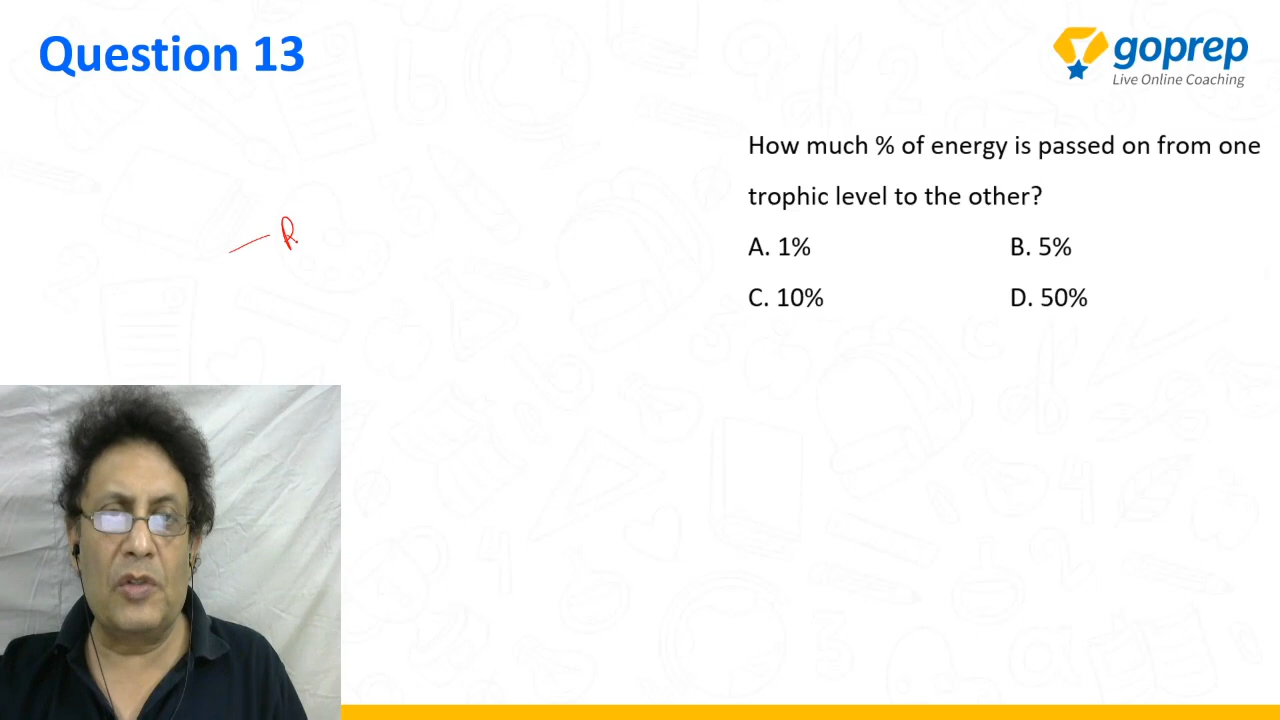 Question 13
goprep
Live Online Coaching
How much % of energy is passed on from one
trophic level to the other?
A. 1%
B. 5%
C. 10%
D. 50%
R